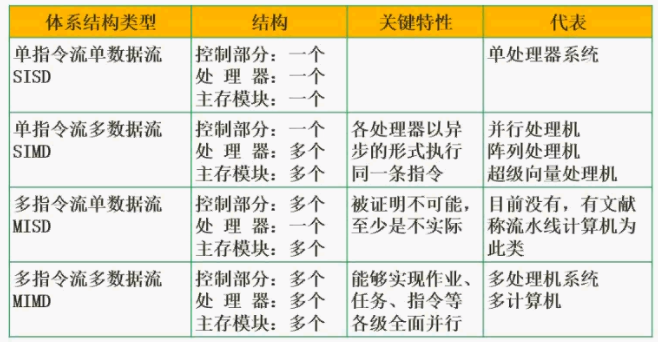 体系结构类型 结构 关键特性 代表
单指令流单数据流
SISD
控制部分：一个
处 理 器：一个
主存模块：一个
单处理器系统
单指令流多数据流
SIMD
控制部分：一个
处 理 器：多个
主存模块：多个
各处理器以异
步的形式执行
同一条指令
并行处理机
阵列处理机
超级向量处理机
多指令流单数据流
MISD
控制部分：多个
处 理 器：一个
主存模块：多个
被证明不可能，
至少是不实际
目前没有，有文献
称流水线计算机为
此类
多指令流多数据流
MIMD
控制部分：多个
处 理 器：多个
主存模块：多个
能够实现作业、
任务、指令等
各级全面并行
多处理机系统
多计算机